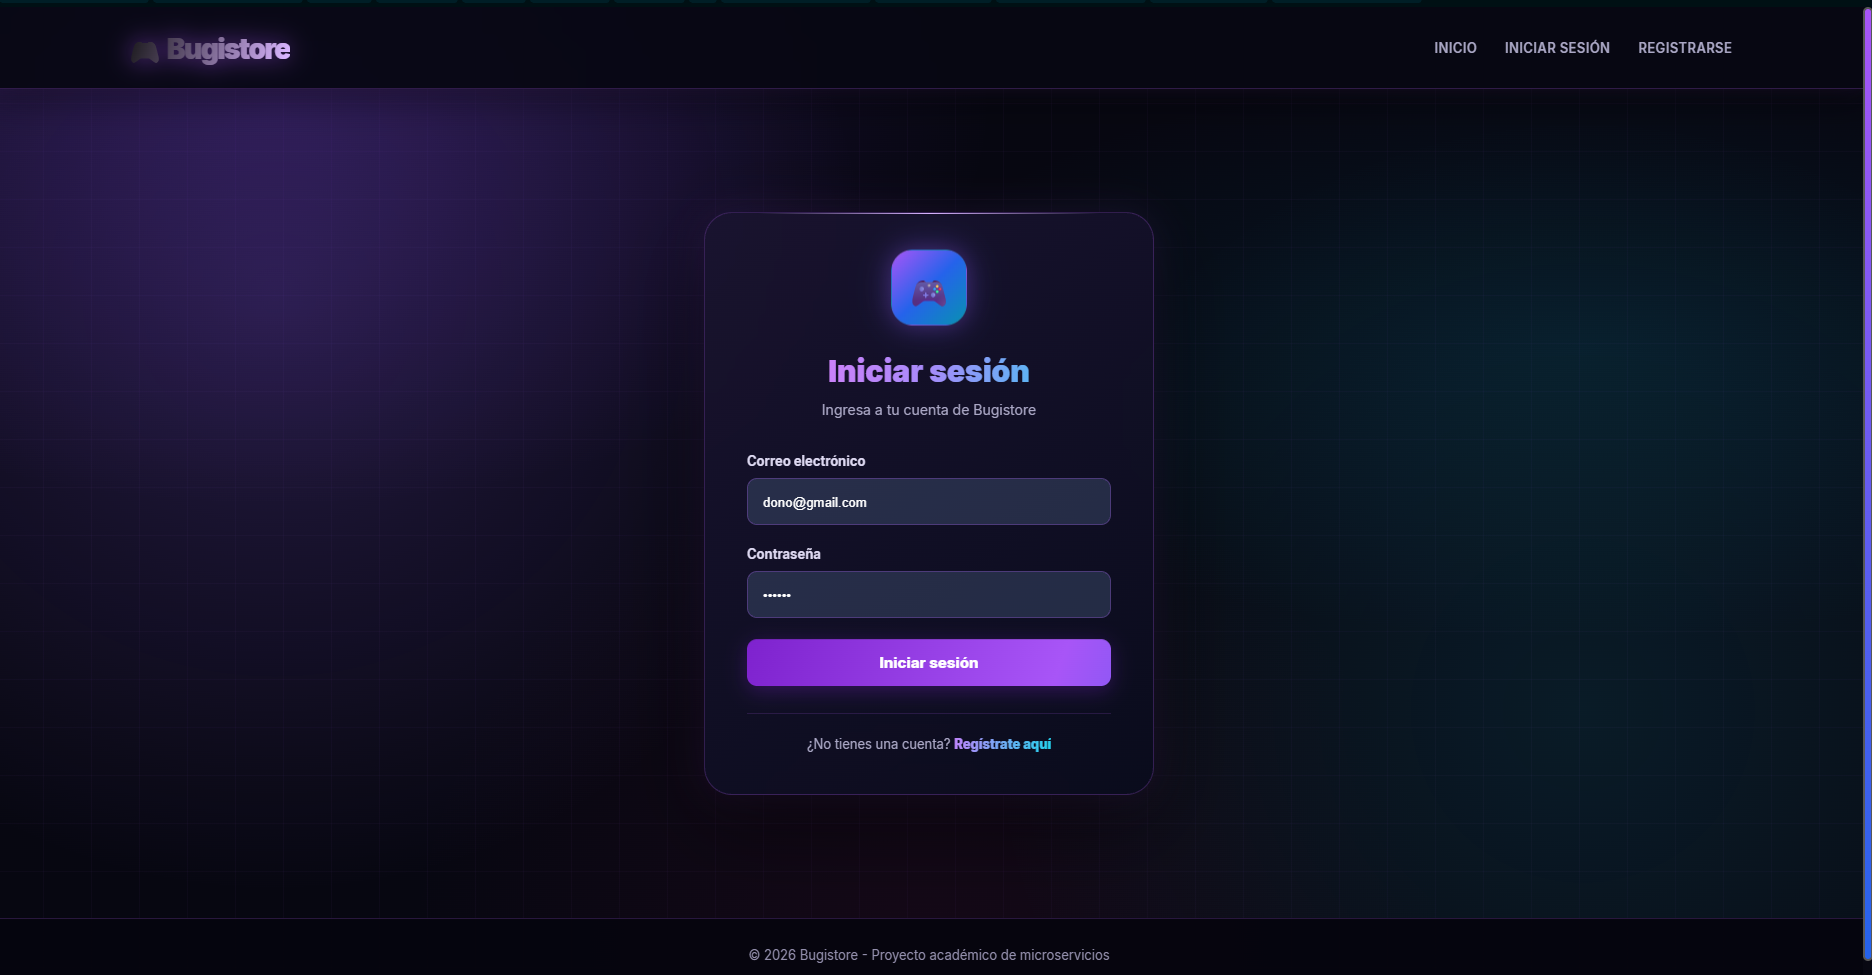 Bugistore
INICIO INICIAR SESIÓN REGISTRARSE
Iniciar sesión
Ingresa a tu cuenta de Bugistore
Correo electrónico
dono@gmail.com
Contraseña
••••••
Iniciar sesión
¿No tienes una cuenta? Regístrate aquí
© 2026 Bugistore - Proyecto académico de microservicios